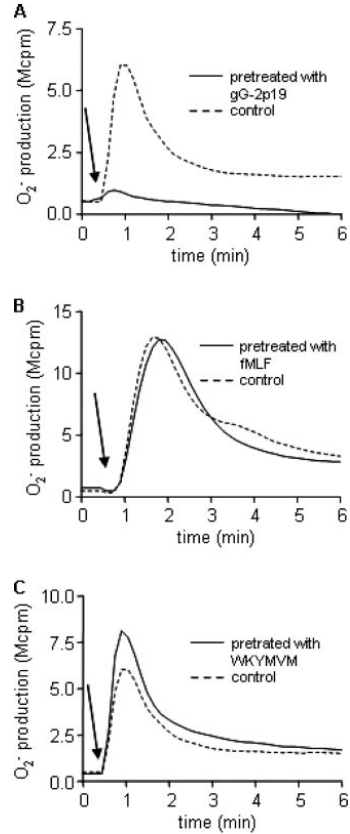 A
O2- production (Mcpm)
7.5
5.0
2.5
0.0
pretreated with
gG-2p19
control
0 1 2 3 4 5 6
time (min)
B
O2- production (Mcpm)
15
10
5
0
pretreated with
fMLF
control
0 1 2 3 4 5 6
time (min)
C
O2- production (Mcpm)
10.0
7.5
5.0
2.5
0.0
pretrated with
WKYMVM
control
0 1 2 3 4 5 6
time (min)